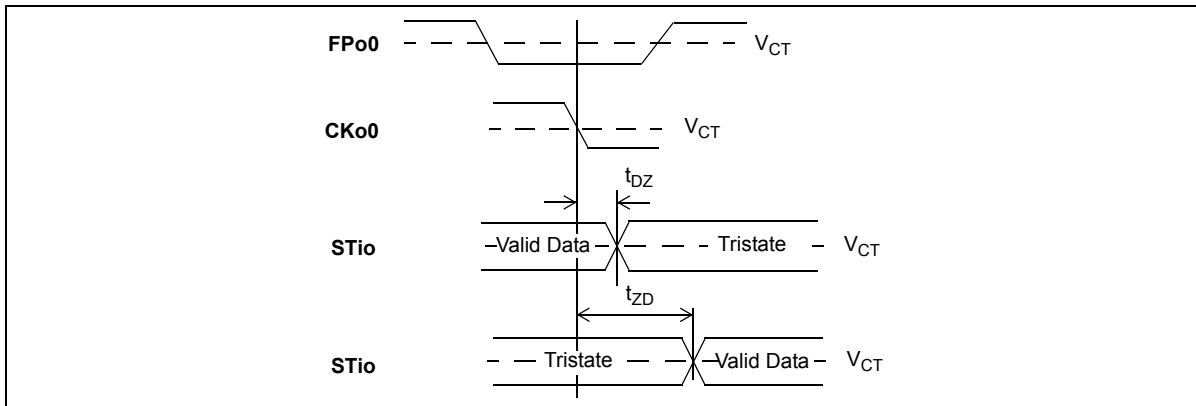 FPo0 V_CT
CKo0 V_CT
t_DZ
STio Valid Data Tristate V_CT
t_ZD
STio Tristate Valid Data V_CT